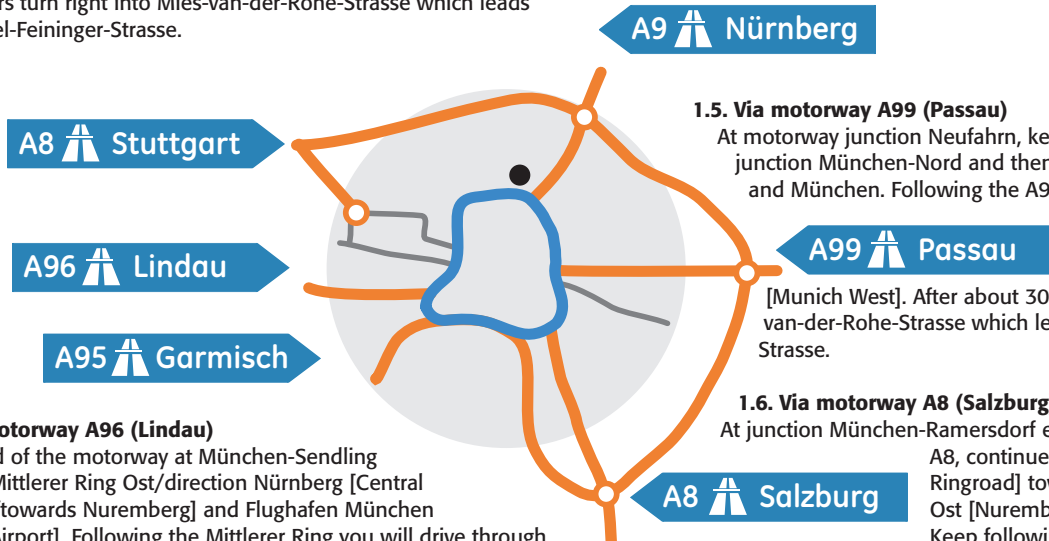 rs turn right into Mies-van-der-Rohe-Strasse which leads
el-Feininger-Strasse.
A9 Nürnberg
A8 Stuttgart
1.5. Via motorway A99 (Passau)
At motorway junction Neufahrn, ke
junction München-Nord and then
and München. Following the A9
A99 Passau
A96 Lindau
[Munich West]. After about 30
van-der-Rohe-Strasse which le
Strasse.
A95 Garmisch
otorway A96 (Lindau)
d of the motorway at München-Sendling
Mittlerer Ring Ost/direction Nürnberg [Central
towards Nuremberg] and Flughafen München
Airport]. Following the Mittlerer Ring you will drive through
1.6. Via motorway A8 (Salzburg
At junction München-Ramersdorf e
A8, continue
Ringroad] tow
Ost [Nuremb
Keep followi
A8 Salzburg